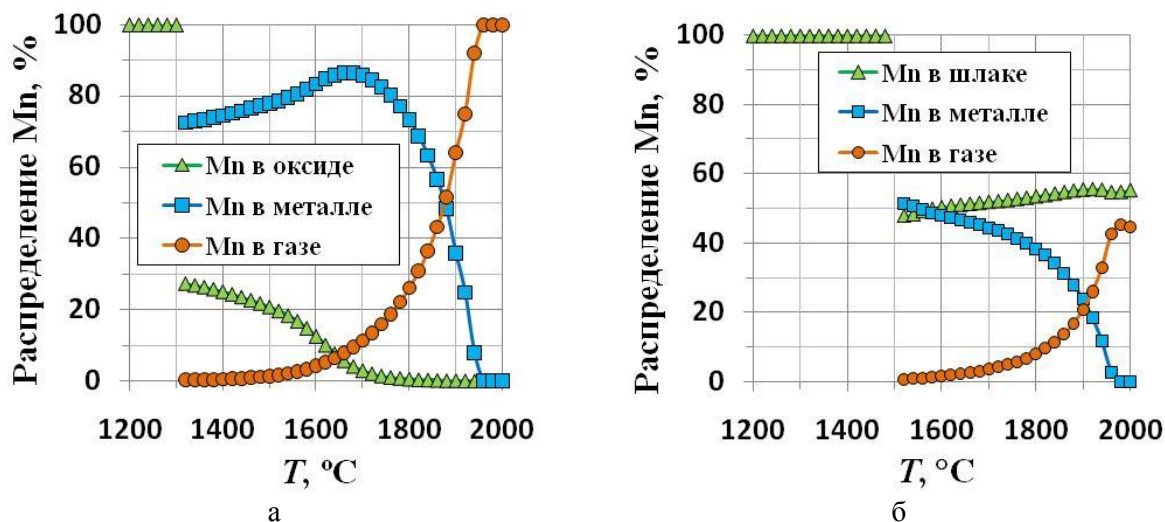 Распределение Mn, %
100
80
60
40
20
0
Mn в оксиде
Mn в металле
Mn в газе
1200 1400 1600 1800 2000
T, ºC
а
Распределение Mn, %
100
80
60
40
20
0
Mn в шлаке
Mn в металле
Mn в газе
1200 1400 1600 1800 2000
T, °C
б